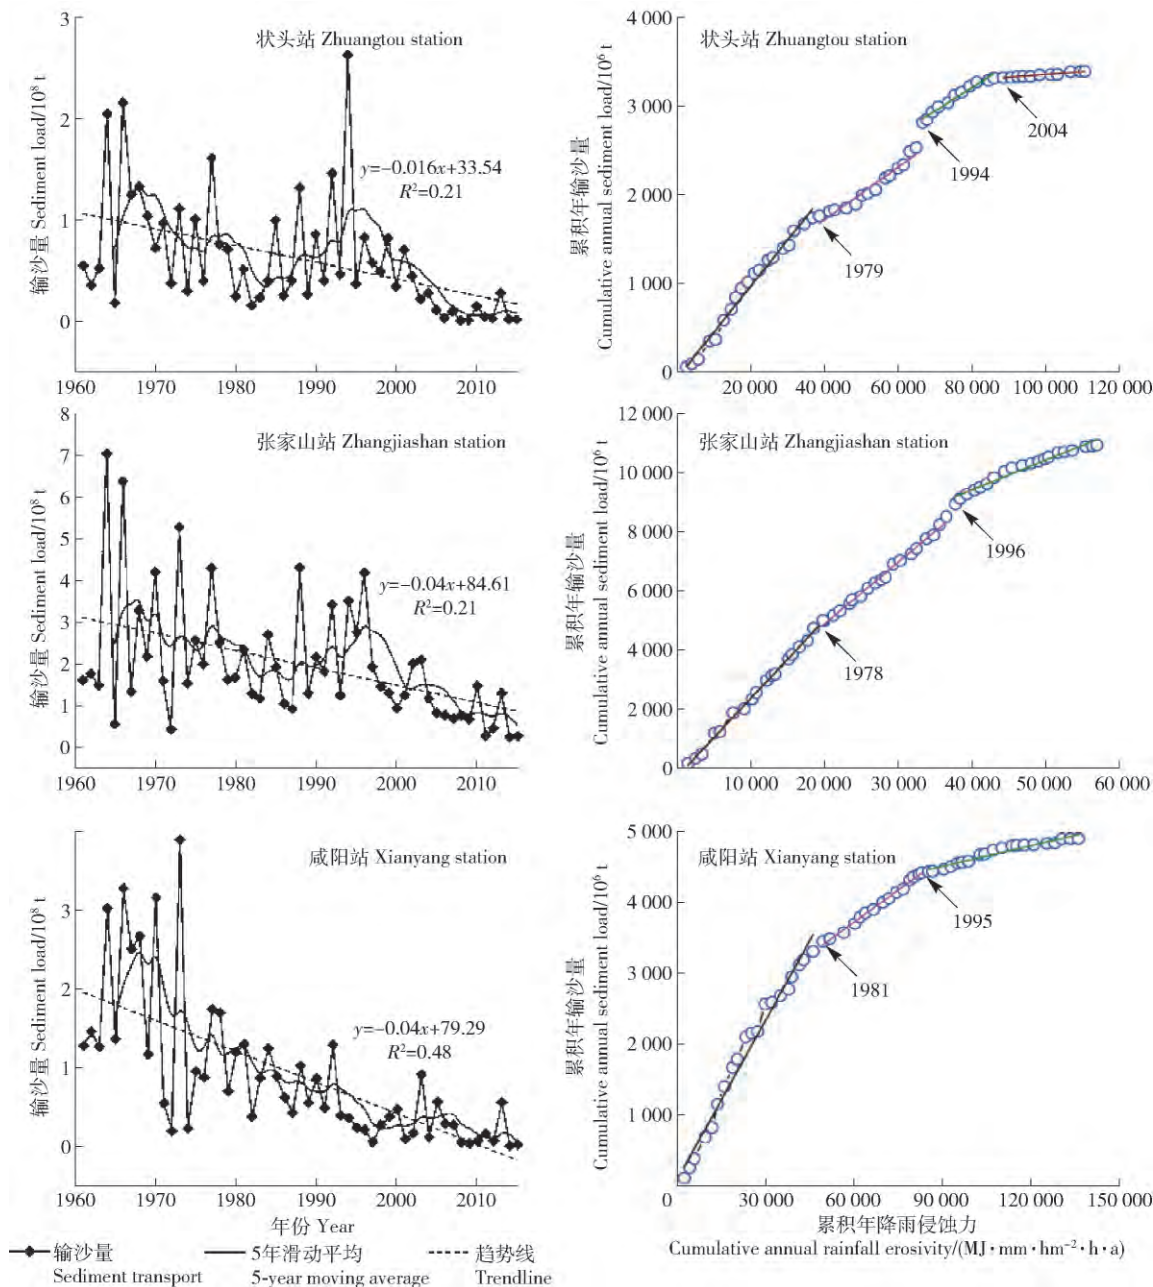 状头站 Zhuangtou station
输沙量 Sediment load/10⁸ t
3
2
1
0
y=−0.016x+33.54
R²=0.21
1960 1970 1980 1990 2000 2010
状头站 Zhuangtou station
累积年输沙量
Cumulative annual sediment load/10⁶ t
4 000
3 000
2 000
1 000
0
2004
1994
1979
20 000 40 000 60 000 80 000 100 000 120 000
张家山站 Zhangjiashan station
输沙量 Sediment load/10⁸ t
8
7
6
5
4
3
2
1
0
y=−0.04x+84.61
R²=0.21
1960 1970 1980 1990 2000 2010
张家山站 Zhangjiashan station
累积年输沙量
Cumulative annual sediment load/10⁶ t
12 000
10 000
8 000
6 000
4 000
2 000
0
1996
1978
10 000 20 000 30 000 40 000 50 000 60 000
咸阳站 Xianyang station
输沙量 Sediment load/10⁸ t
3
2
1
0
y=−0.04x+79.29
R²=0.48
1960 1970 1980 1990 2000 2010
年份 Year
咸阳站 Xianyang station
累积年输沙量
Cumulative annual sediment load/10⁶ t
5 000
4 000
3 000
2 000
1 000
0
1995
1981
30 000 60 000 90 000 120 000 150 000
累积年降雨侵蚀力
Cumulative annual rainfall erosivity/(MJ·mm·hm⁻²·h·a)
输沙量 5年滑动平均 趋势线
Sediment transport 5-year moving average Trendline